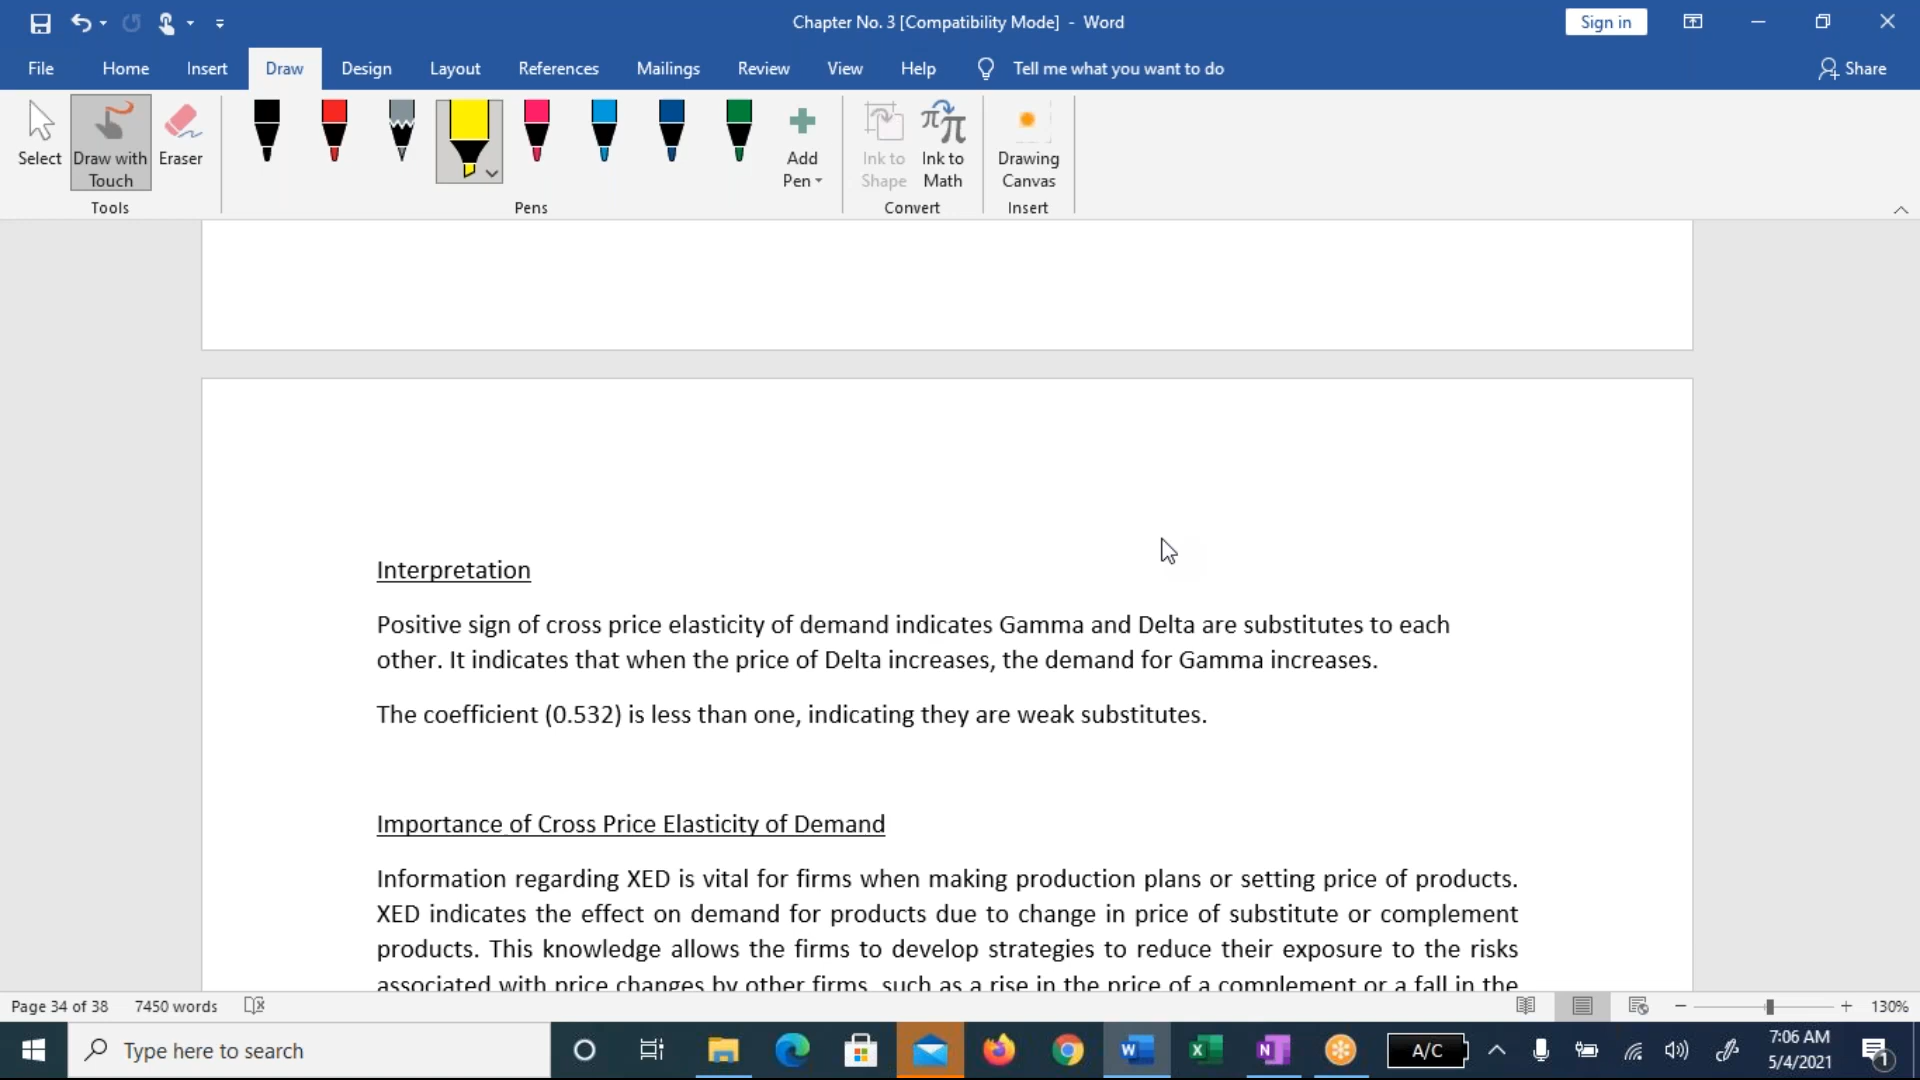 Chapter No. 3 [Compatibility Mode] - Word
Sign in
File Home Insert Draw Design Layout References Mailings Review View Help Tell me what you want to do Share
Select Draw with Touch Eraser Add Pen Ink to Shape Ink to Math Drawing Canvas
Tools Pens Convert Insert
Interpretation
Positive sign of cross price elasticity of demand indicates Gamma and Delta are substitutes to each
other. It indicates that when the price of Delta increases, the demand for Gamma increases.
The coefficient (0.532) is less than one, indicating they are weak substitutes.
Importance of Cross Price Elasticity of Demand
Information regarding XED is vital for firms when making production plans or setting price of products.
XED indicates the effect on demand for products due to change in price of substitute or complement
products. This knowledge allows the firms to develop strategies to reduce their exposure to the risks
associated with price changes by other firms, such as a rise in the price of a complement or a fall in the
Page 34 of 38 7450 words 130%
Type here to search A/C 7:06 AM
5/4/2021 1